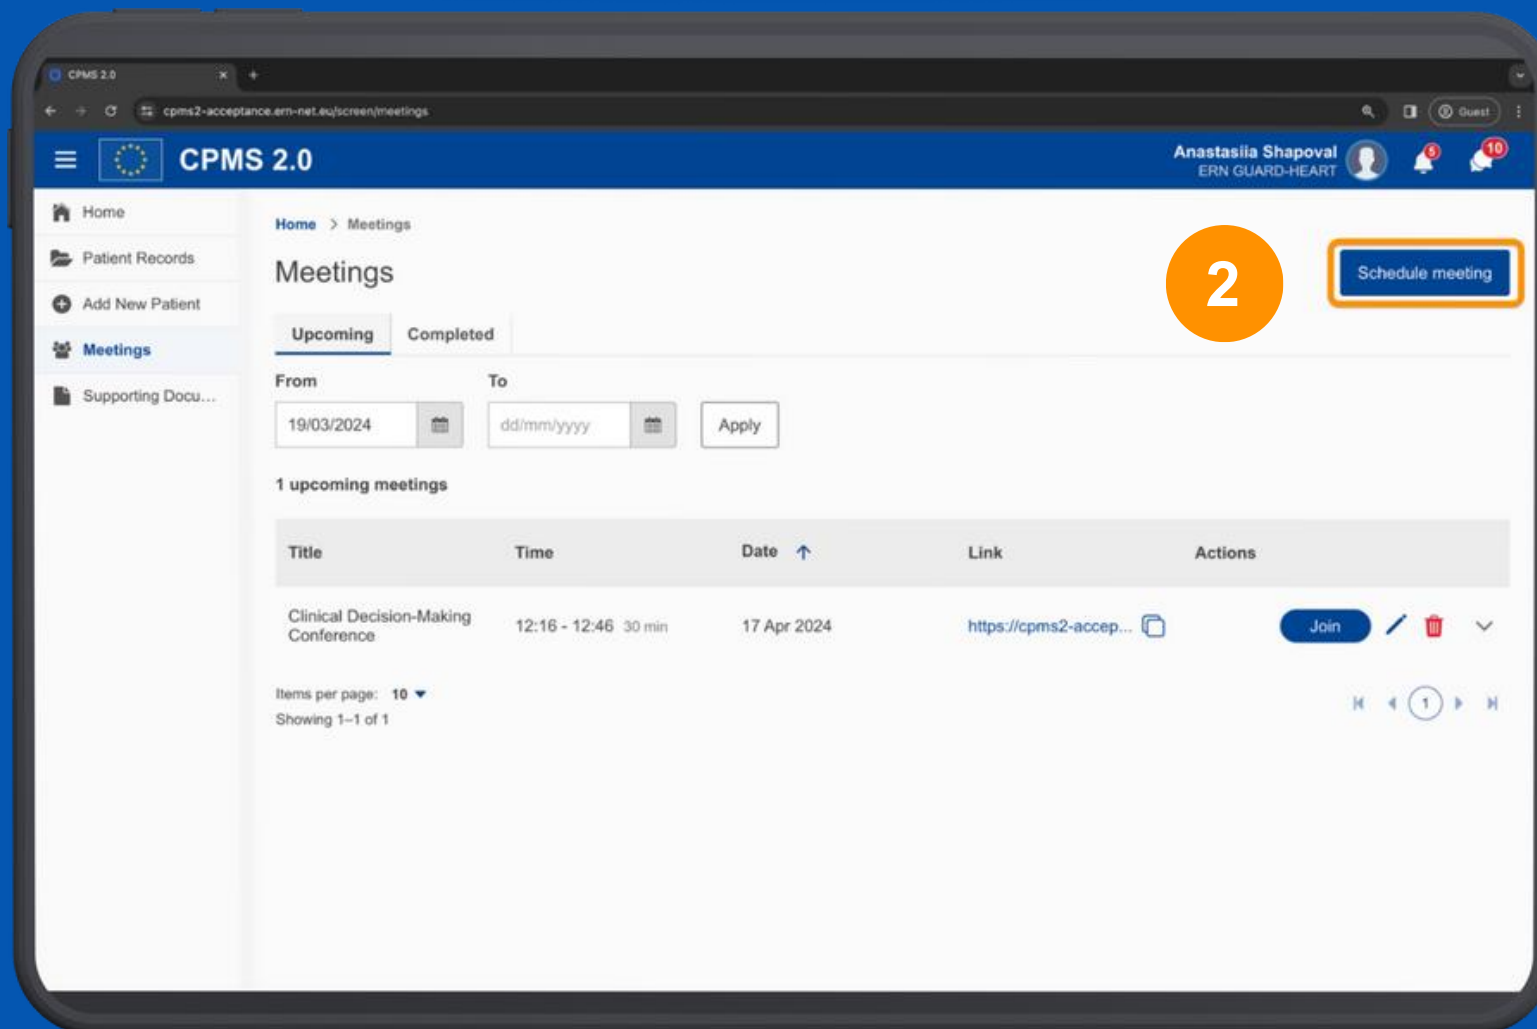 CPMS 2.0
cpms2-acceptance.ern-net.eu/screen/meetings
Guest
CPMS 2.0
Anastasiia Shapoval
ERN GUARD-HEART
5
10
Home
Patient Records
Add New Patient
Meetings
Supporting Docu...
Home > Meetings
Meetings
2
Schedule meeting
Upcoming Completed
From To
19/03/2024 dd/mm/yyyy Apply
1 upcoming meetings
Title Time Date Link Actions
Clinical Decision-Making
Conference
12:16 - 12:46 30 min 17 Apr 2024 https://cpms2-accep... Join
Items per page: 10
Showing 1–1 of 1
1